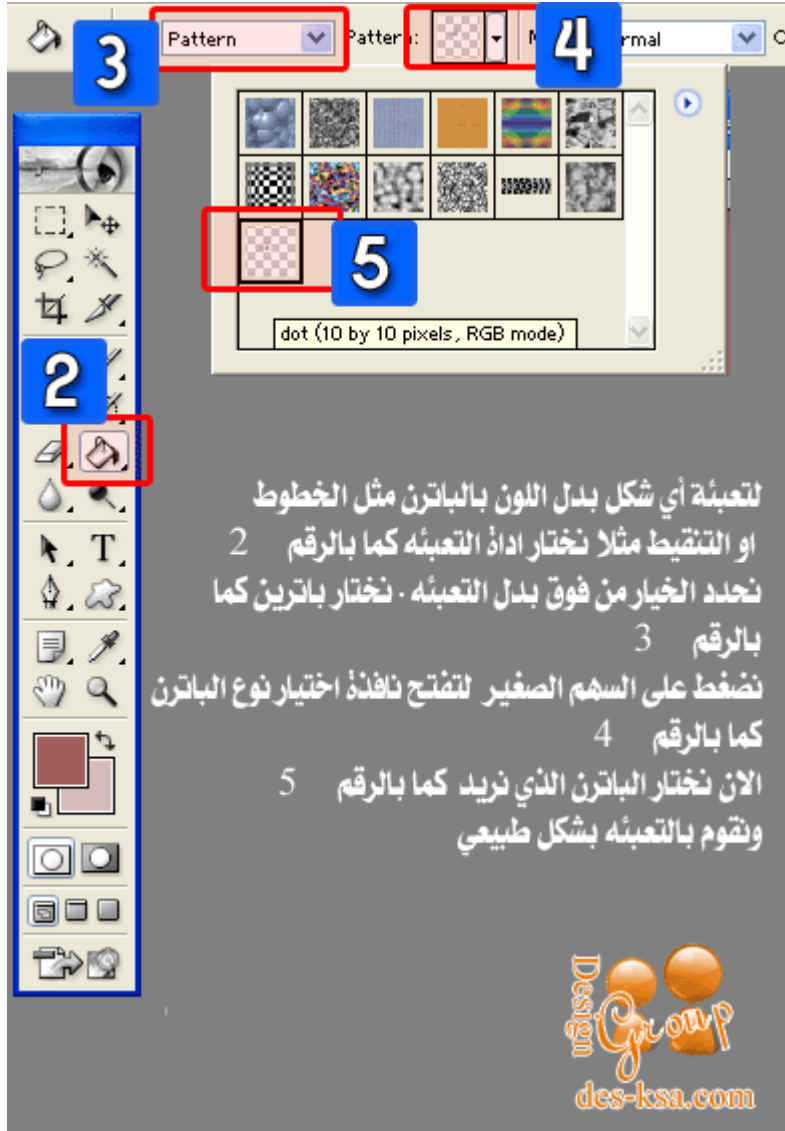 3
Pattern
Pattern:
4
rmal
5
dot (10 by 10 pixels, RGB mode)
2
T
لتعبئة أي شكل بدل اللون بالباترن مثل الخطوط
او التنقيط مثلا نختار اداة التعبئه كما بالرقم 2
نحدد الخيار من فوق بدل التعبئه . نختار باترين كما
بالرقم 3
نضغط على السهم الصغير لتفتح نافذة اختيار نوع الباترن
كما بالرقم 4
الان نختار الباترن الذي نريد كما بالرقم 5
ونقوم بالتعبئه بشكل طبيعي
Design
Group
des-ksa.com